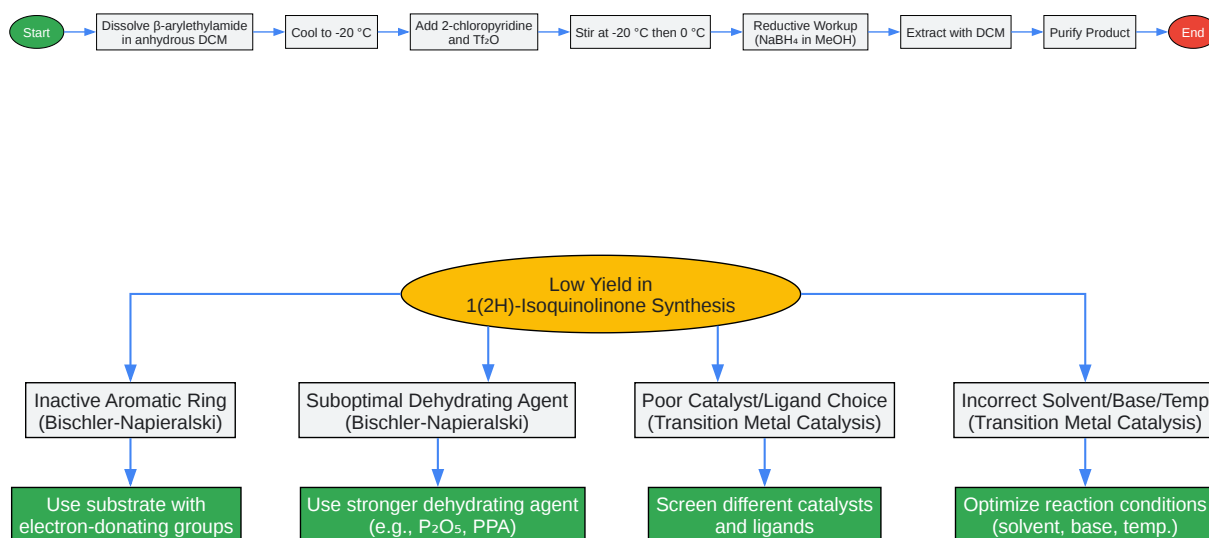 Start
Dissolve β-arylethylamide
in anhydrous DCM
Cool to -20 °C
Add 2-chloropyridine
and Tf₂O
Stir at -20 °C then 0 °C
Reductive Workup
(NaBH₄ in MeOH)
Extract with DCM
Purify Product
End
Low Yield in
1(2H)-Isoquinolinone Synthesis
Inactive Aromatic Ring
(Bischler-Napieralski)
Suboptimal Dehydrating Agent
(Bischler-Napieralski)
Poor Catalyst/Ligand Choice
(Transition Metal Catalysis)
Incorrect Solvent/Base/Temp
(Transition Metal Catalysis)
Use substrate with
electron-donating groups
Use stronger dehydrating agent
(e.g., P₂O₅, PPA)
Screen different catalysts
and ligands
Optimize reaction conditions
(solvent, base, temp.)